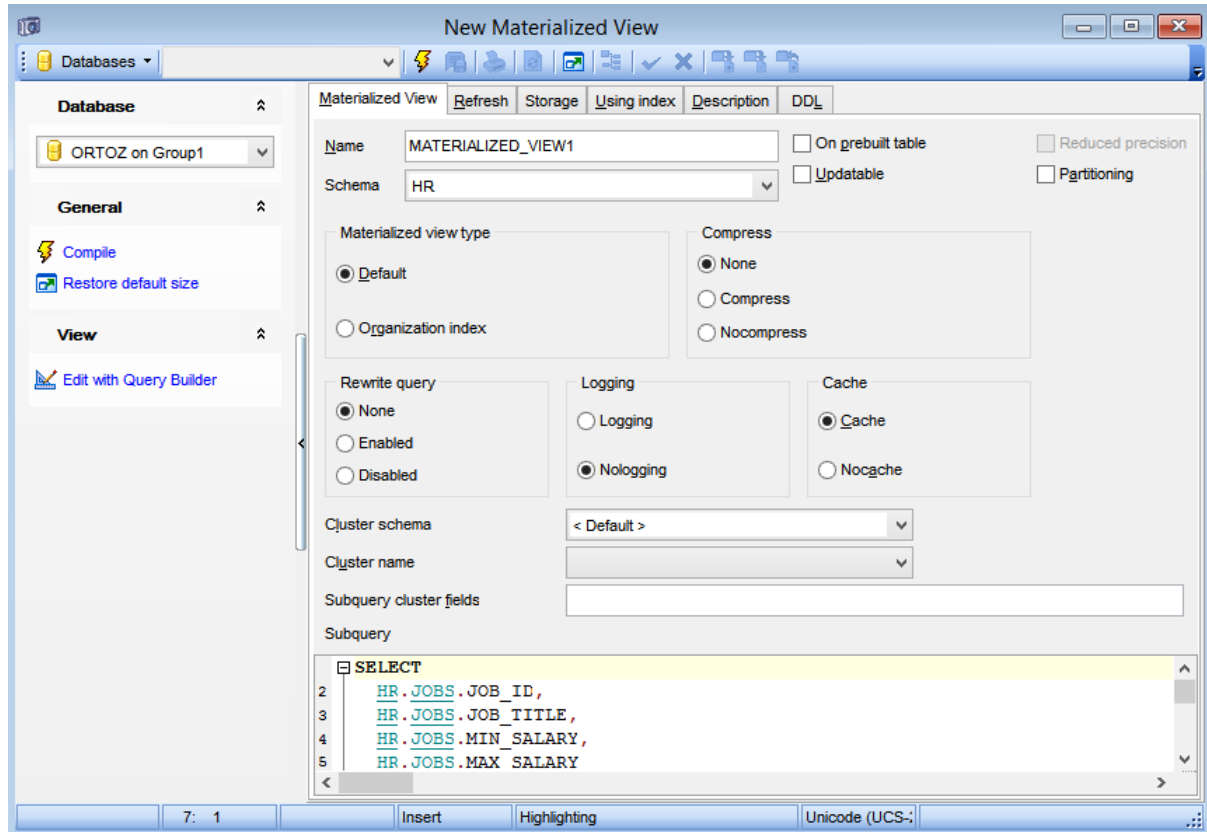 New Materialized View
Databases
Database
ORTOZ on Group1
General
Compile
Restore default size
View
Edit with Query Builder
Materialized View Refresh Storage Using index Description DDL
Name MATERIALIZED_VIEW1 On prebuilt table Reduced precision
Schema HR Updatable Partitioning
Materialized view type Compress
Default None
Compress
Organization index Nocompress
Rewrite query Logging Cache
None Logging Cache
Enabled
Disabled Nologging Nocache
Cluster schema < Default >
Cluster name
Subquery cluster fields
Subquery
SELECT
2 HR.JOBS.JOB_ID,
3 HR.JOBS.JOB_TITLE,
4 HR.JOBS.MIN_SALARY,
5 HR.JOBS.MAX_SALARY
7: 1 Insert Highlighting Unicode (UCS-